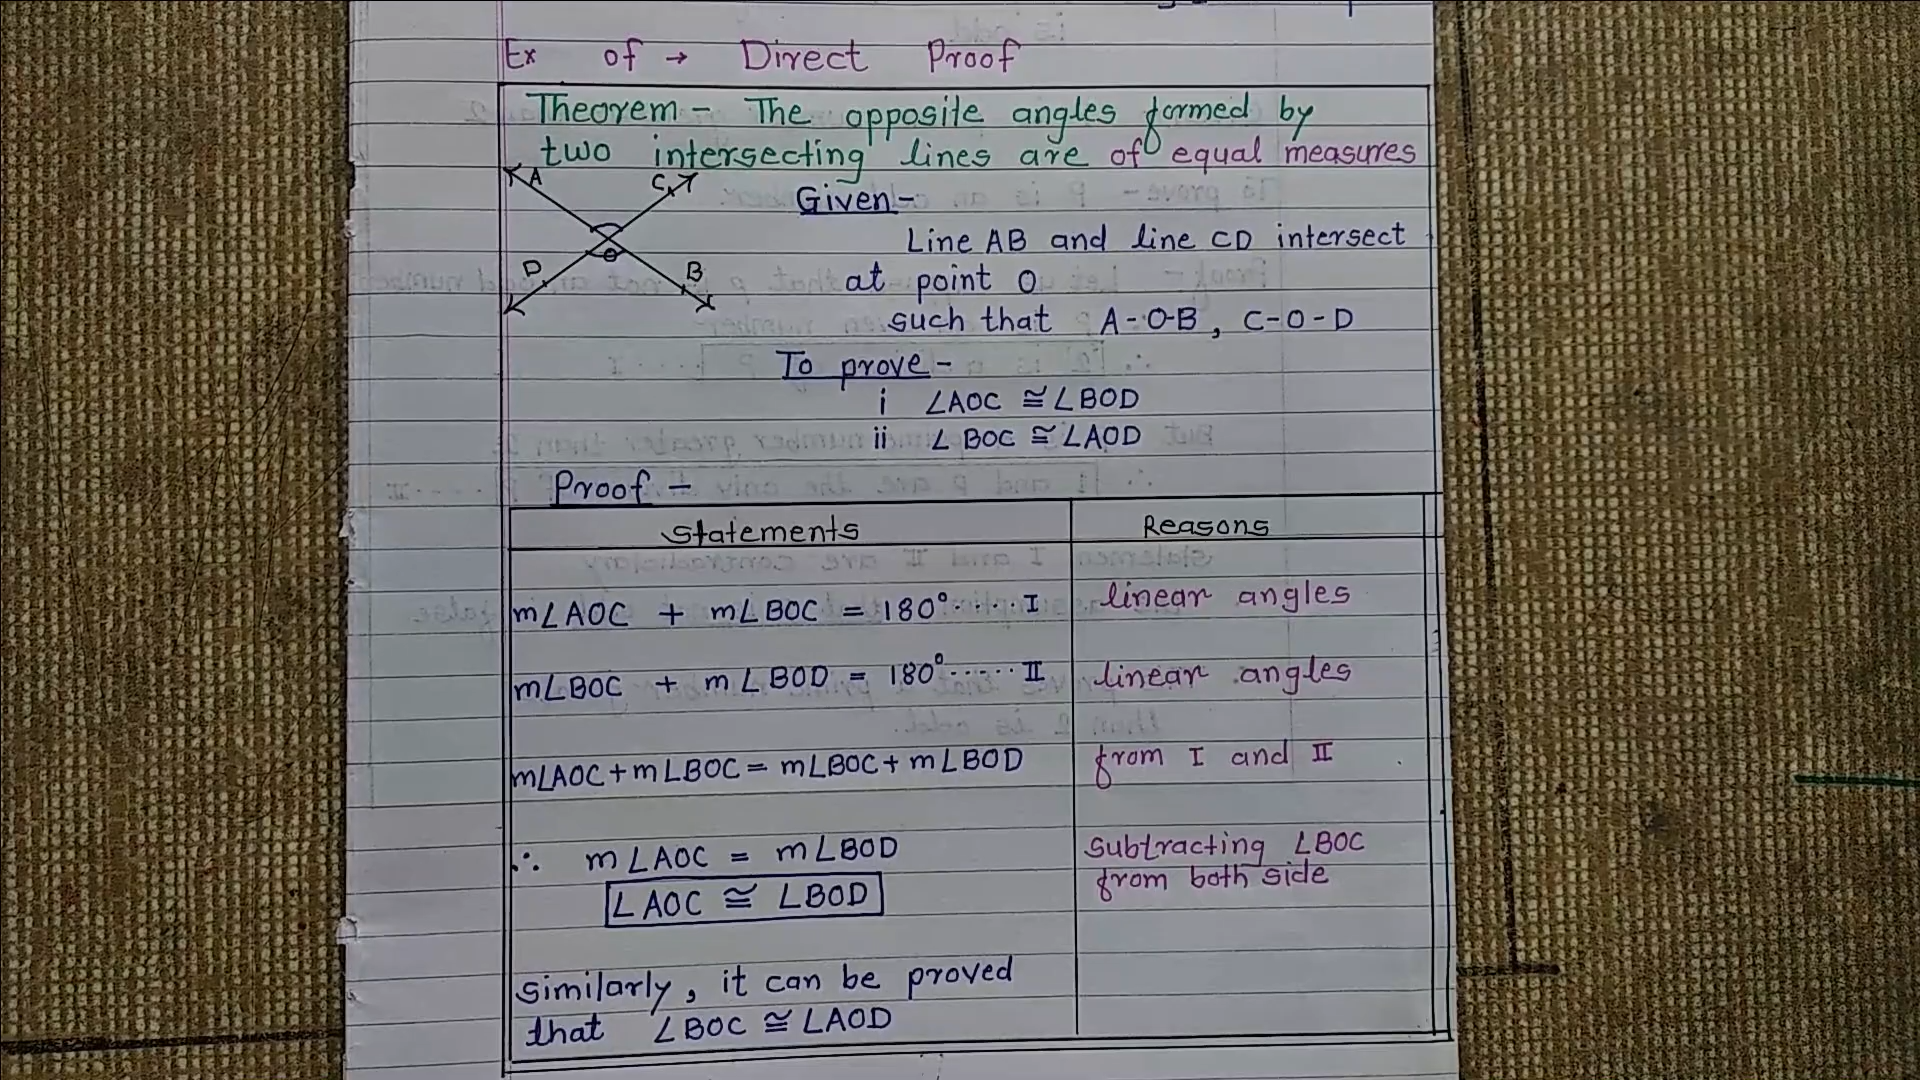 Ex of → Direct Proof
Theorem - The opposite angles formed by
two intersecting lines are of equal measures
A C
D O B
Given -
Line AB and line CD intersect
at point O
such that A-O-B, C-O-D
To prove -
i ∠AOC ≅ ∠BOD
ii ∠BOC ≅ ∠AOD
Proof -
Statements Reasons
m∠AOC + m∠BOC = 180°..... I linear angles
m∠BOC + m∠BOD = 180°..... II linear angles
m∠AOC + m∠BOC = m∠BOC + m∠BOD from I and II
∴ m∠AOC = m∠BOD subtracting ∠BOC
∠AOC ≅ ∠BOD from both side
similarly, it can be proved
that ∠BOC ≅ ∠AOD